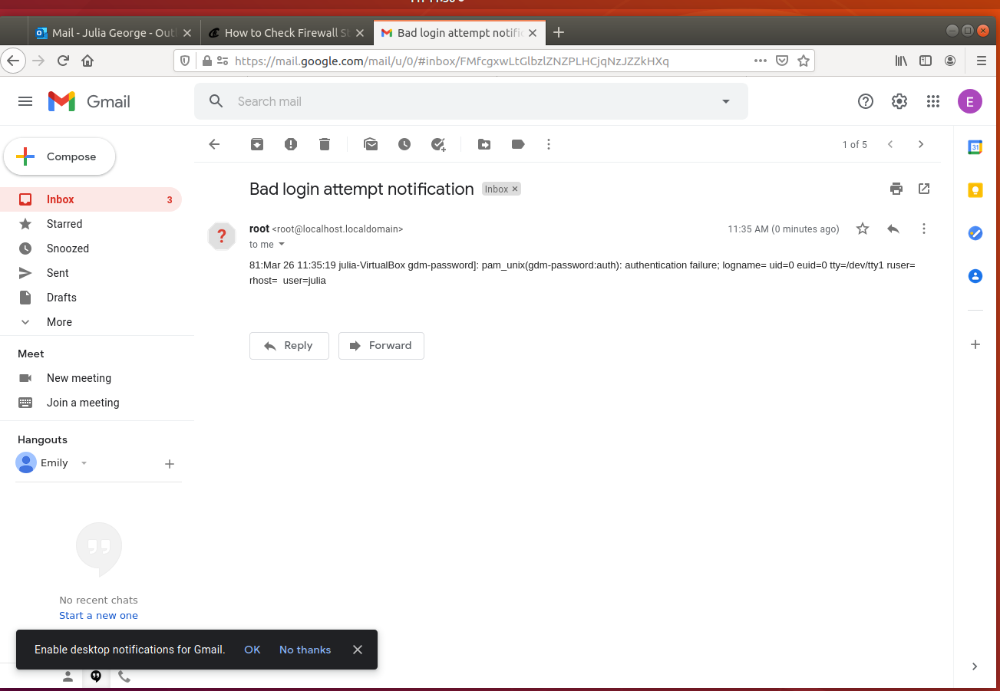 Mail - Julia George - Outl
How to Check Firewall St
Bad login attempt notific
https://mail.google.com/mail/u/0/#inbox/FMfcgxwLtGlbzlZNZPLHCjqNzJZZkHXq
Gmail
Search mail
E
Compose
1 of 5
31
Bad login attempt notification
Inbox ×
Inbox 3
Starred
Snoozed
Sent
Drafts
More
root <root@localhost.localdomain>
11:35 AM (0 minutes ago)
to me
81:Mar 26 11:35:19 julia-VirtualBox gdm-password]: pam_unix(gdm-password:auth): authentication failure; logname= uid=0 euid=0 tty=/dev/tty1 ruser=
rhost=  user=julia
Reply
Forward
Meet
New meeting
Join a meeting
Hangouts
Emily
No recent chats
Start a new one
Enable desktop notifications for Gmail. OK No thanks